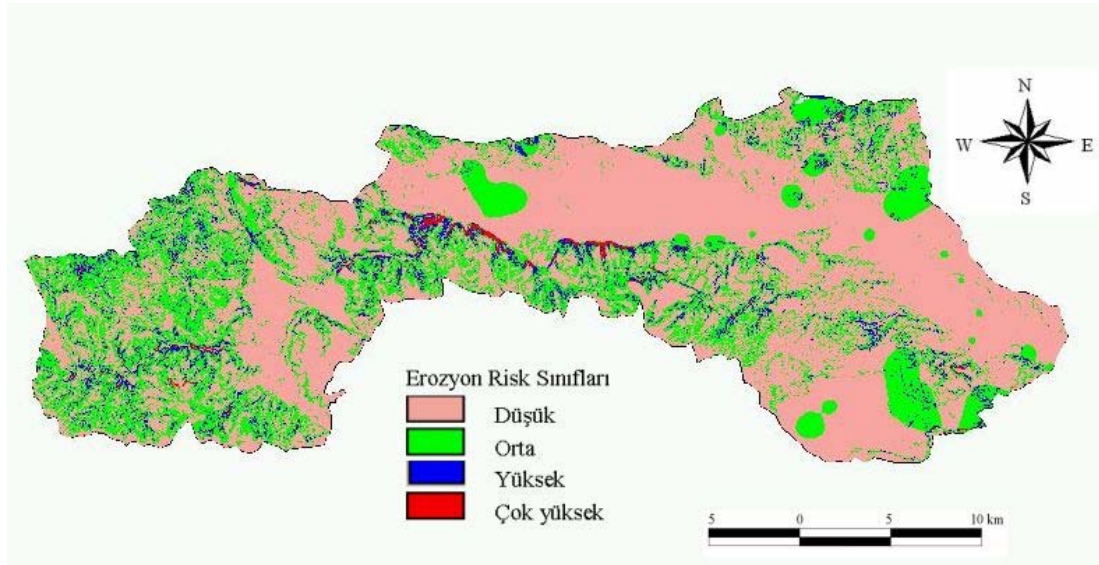 N
W E
S
Erozyon Risk Sınıfları
Düşük
Orta
Yüksek
Çok yüksek
5 0 5 10 km